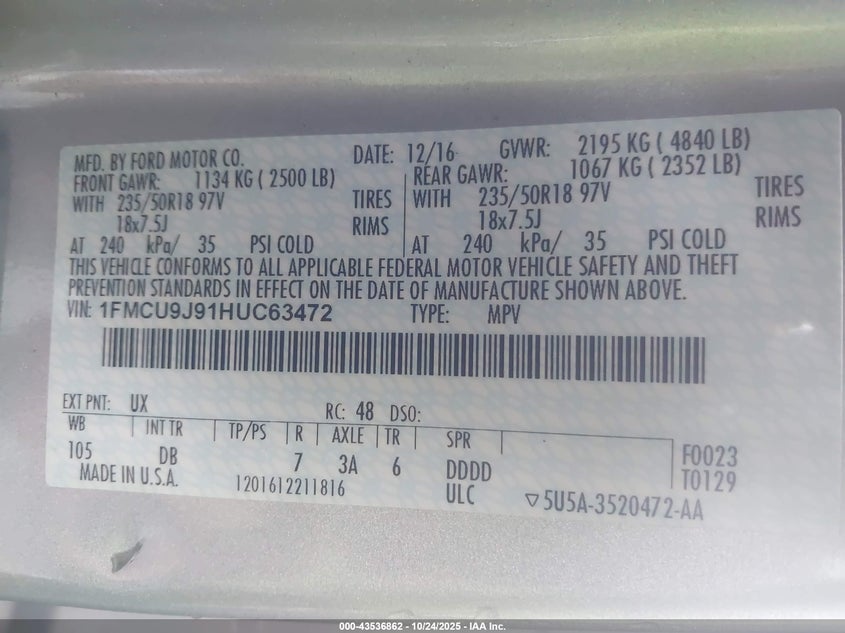 MFD. BY FORD MOTOR CO. DATE: 12/16 GVWR: 2195 KG ( 4840 LB)
FRONT GAWR: 1134 KG ( 2500 LB) REAR GAWR: 1067 KG ( 2352 LB)
WITH 235/50R18 97V TIRES WITH 235/50R18 97V TIRES
18x7.5J RIMS 18x7.5J RIMS
AT 240 kPa/ 35 PSI COLD AT 240 kPa/ 35 PSI COLD
THIS VEHICLE CONFORMS TO ALL APPLICABLE FEDERAL MOTOR VEHICLE SAFETY AND THEFT
PREVENTION STANDARDS IN EFFECT ON THE DATE OF MANUFACTURE SHOWN ABOVE.
VIN: 1FMCU9J91HUC63472 TYPE: MPV
EXT PNT: UX RC: 48 DSO:
WB INT TR TP/PS R AXLE TR SPR
105 DB 7 3A 6 DDDD F0023
MADE IN U.S.A. 1201612211816 ULC T0129
▽5U5A-3520472-AA
000-43536862 - 10/24/2025 - IAA Inc.